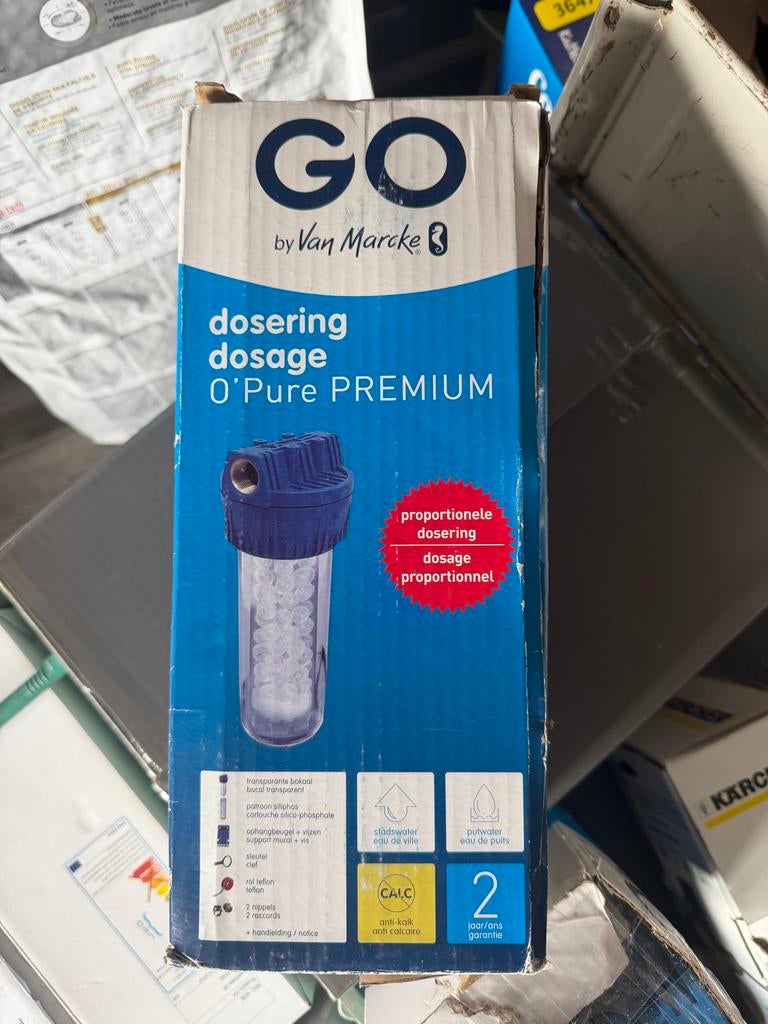 GO
by Van Marcke®
dosering
dosage
O'Pure PREMIUM
proportionele
dosering
dosage
proportionnel
transparante bokaal
bocal transparent
patroon siliphos
cartouche silico-phosphate
ophangbeugel + vijzen
support mural + vis
sleutel
clef
rol teflon
teflon
2 nippels
2 raccords
+ handleiding / notice
stadswater
eau de ville
putwater
eau de puits
CALC
anti-kalk
anti calcaire
2
jaar/ans
garantie
KÄRC